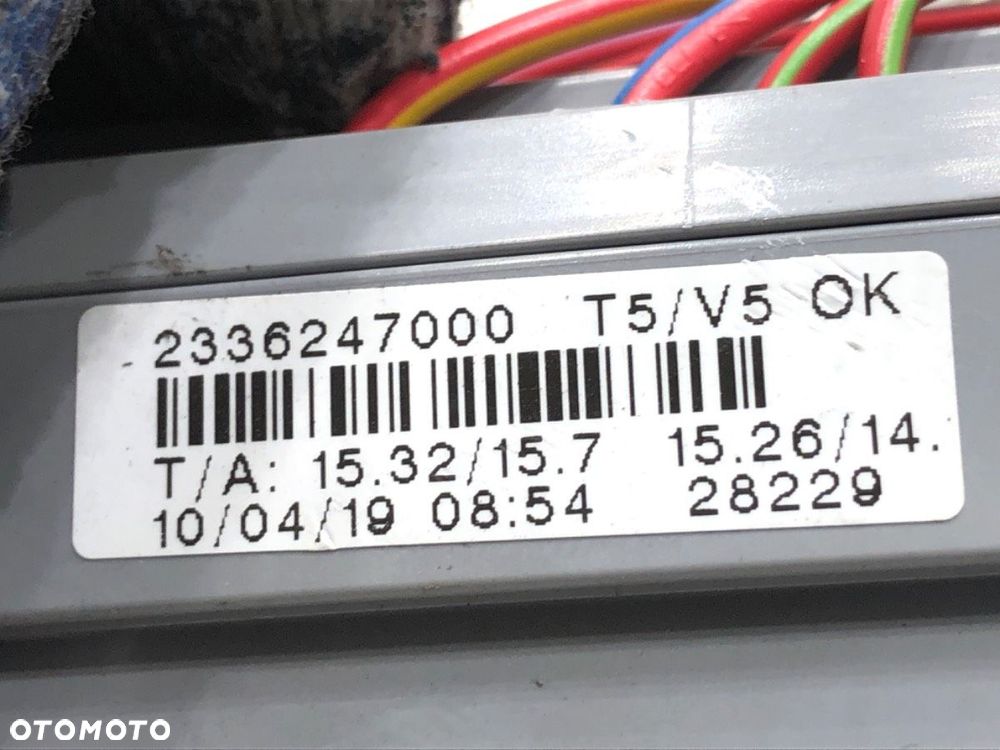 2336247000 T5/V5 OK
T/A: 15.32/15.7 15.26/14.
10/04/19 08:54 28229
OTOMOTO